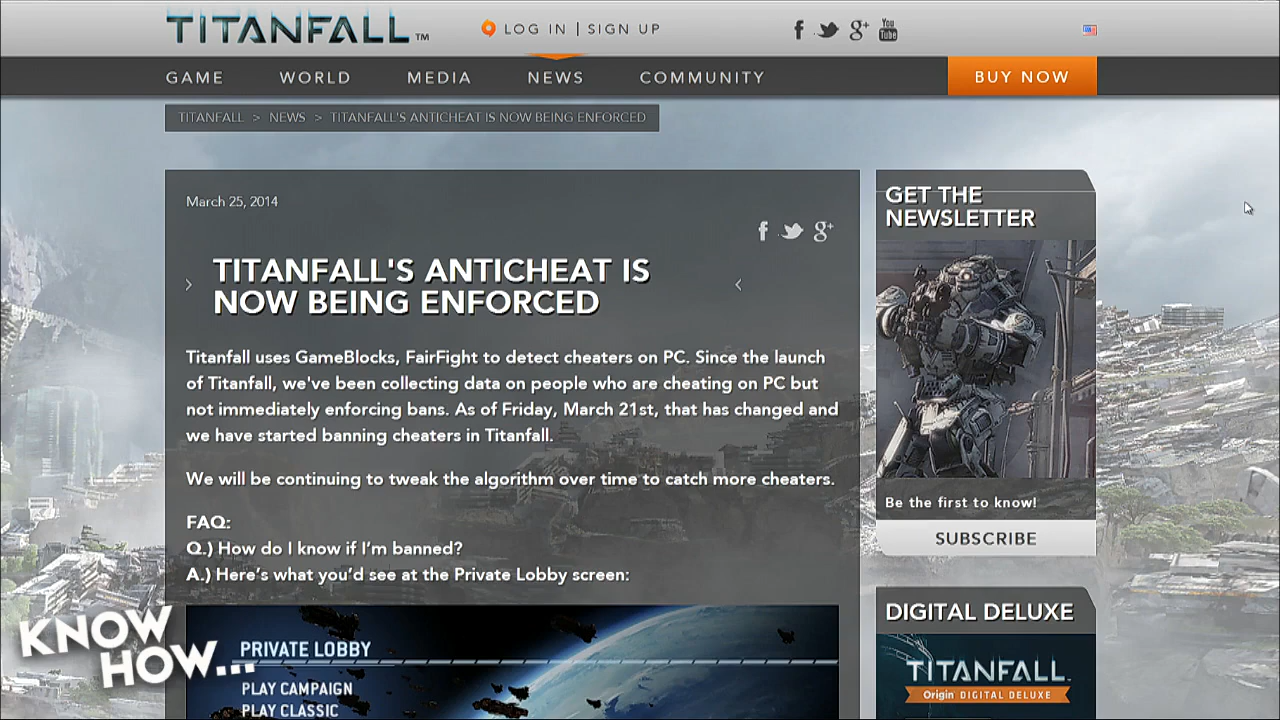 TITANFALL™
LOG IN | SIGN UP
f g+ You Tube
GAME WORLD MEDIA NEWS COMMUNITY BUY NOW
TITANFALL > NEWS > TITANFALL'S ANTICHEAT IS NOW BEING ENFORCED
March 25, 2014
f g+
TITANFALL'S ANTICHEAT IS
NOW BEING ENFORCED
Titanfall uses GameBlocks, FairFight to detect cheaters on PC. Since the launch
of Titanfall, we've been collecting data on people who are cheating on PC but
not immediately enforcing bans. As of Friday, March 21st, that has changed and
we have started banning cheaters in Titanfall.
We will be continuing to tweak the algorithm over time to catch more cheaters.
FAQ:
Q.) How do I know if I'm banned?
A.) Here's what you'd see at the Private Lobby screen:
PRIVATE LOBBY
PLAY CAMPAIGN
PLAY CLASSIC
GET THE
NEWSLETTER
Be the first to know!
SUBSCRIBE
DIGITAL DELUXE
TITANFALL
Origin DIGITAL DELUXE
KNOW
HOW...